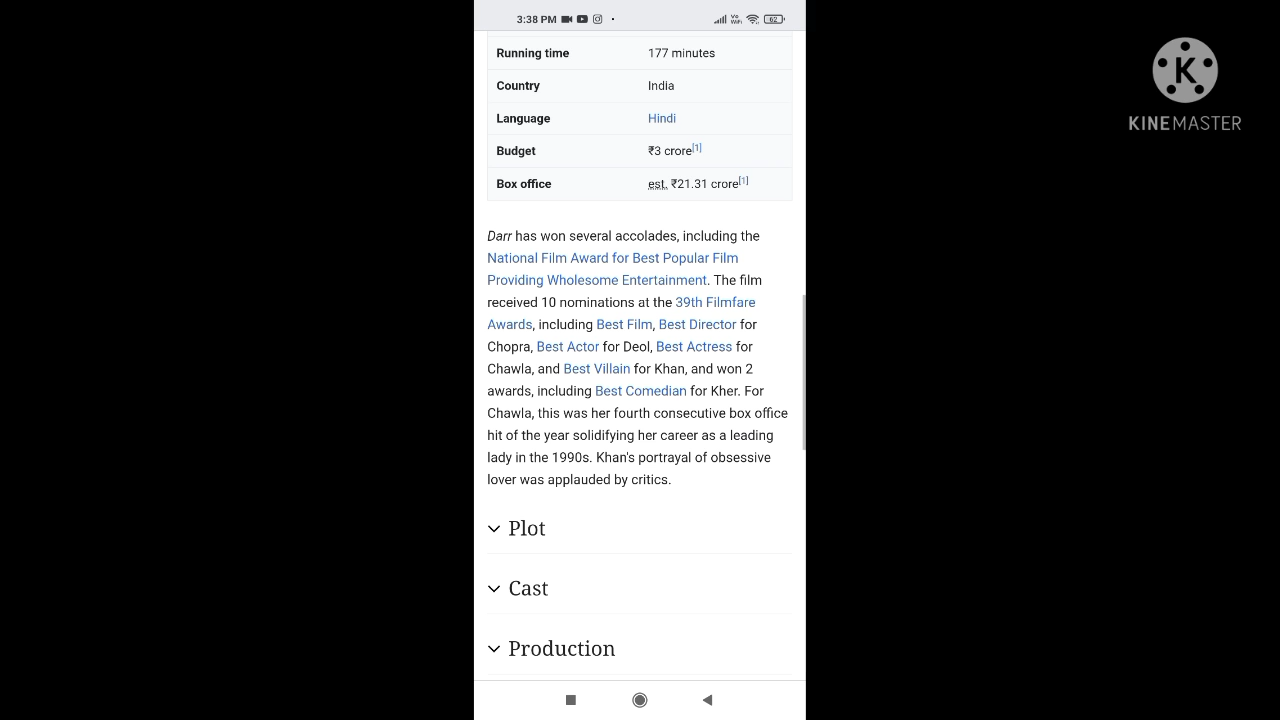 3:38 PM
Vo
WiFi
62
Running time 177 minutes
Country India
Language Hindi
Budget ₹3 crore[1]
Box office est. ₹21.31 crore[1]
Darr has won several accolades, including the
National Film Award for Best Popular Film
Providing Wholesome Entertainment. The film
received 10 nominations at the 39th Filmfare
Awards, including Best Film, Best Director for
Chopra, Best Actor for Deol, Best Actress for
Chawla, and Best Villain for Khan, and won 2
awards, including Best Comedian for Kher. For
Chawla, this was her fourth consecutive box office
hit of the year solidifying her career as a leading
lady in the 1990s. Khan's portrayal of obsessive
lover was applauded by critics.
Plot
Cast
Production
K
KINEMASTER